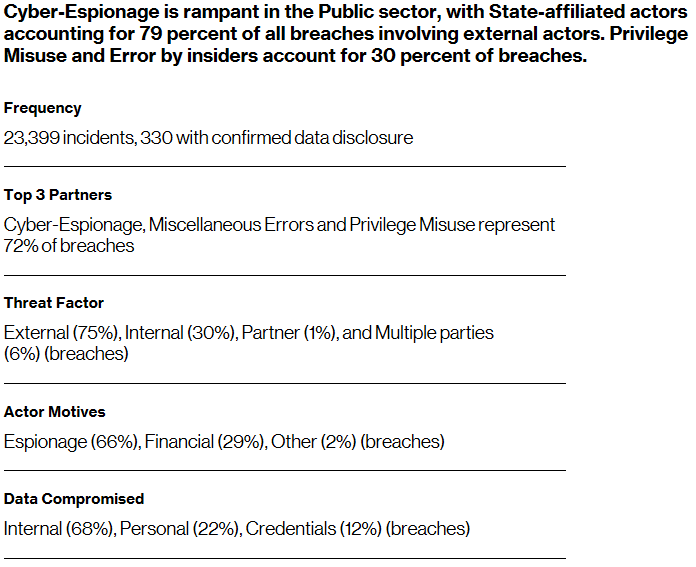 Cyber-Espionage is rampant in the Public sector, with State-affiliated actors
accounting for 79 percent of all breaches involving external actors. Privilege
Misuse and Error by insiders account for 30 percent of breaches.
Frequency
23,399 incidents, 330 with confirmed data disclosure
Top 3 Partners
Cyber-Espionage, Miscellaneous Errors and Privilege Misuse represent
72% of breaches
Threat Factor
External (75%), Internal (30%), Partner (1%), and Multiple parties
(6%) (breaches)
Actor Motives
Espionage (66%), Financial (29%), Other (2%) (breaches)
Data Compromised
Internal (68%), Personal (22%), Credentials (12%) (breaches)